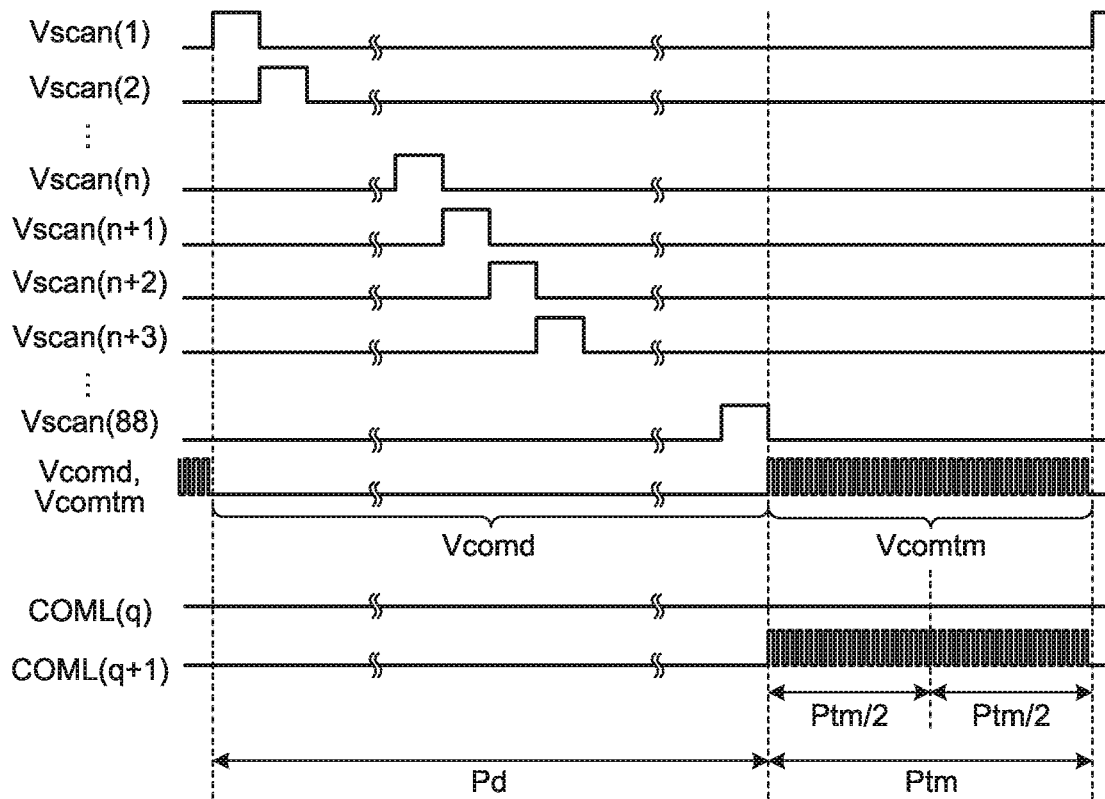 Vscan(1)
Vscan(2)
⋮
Vscan(n)
Vscan(n+1)
Vscan(n+2)
Vscan(n+3)
⋮
Vscan(88)
Vcomd,
Vcomtm
Vcomd
Vcomtm
COML(q)
COML(q+1)
Ptm/2
Ptm/2
Pd
Ptm